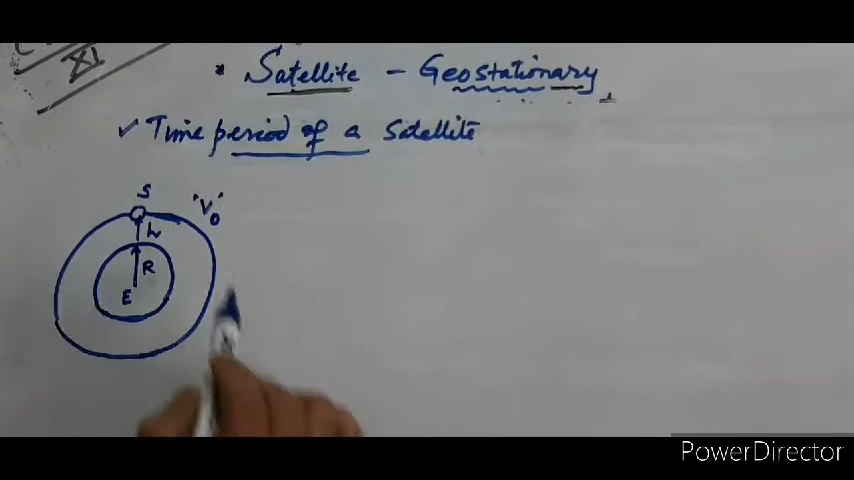 XI
* Satellite - Geostationary
✓ Time period of a Satellite
S
'V₀'
h
R
E
PowerDirector